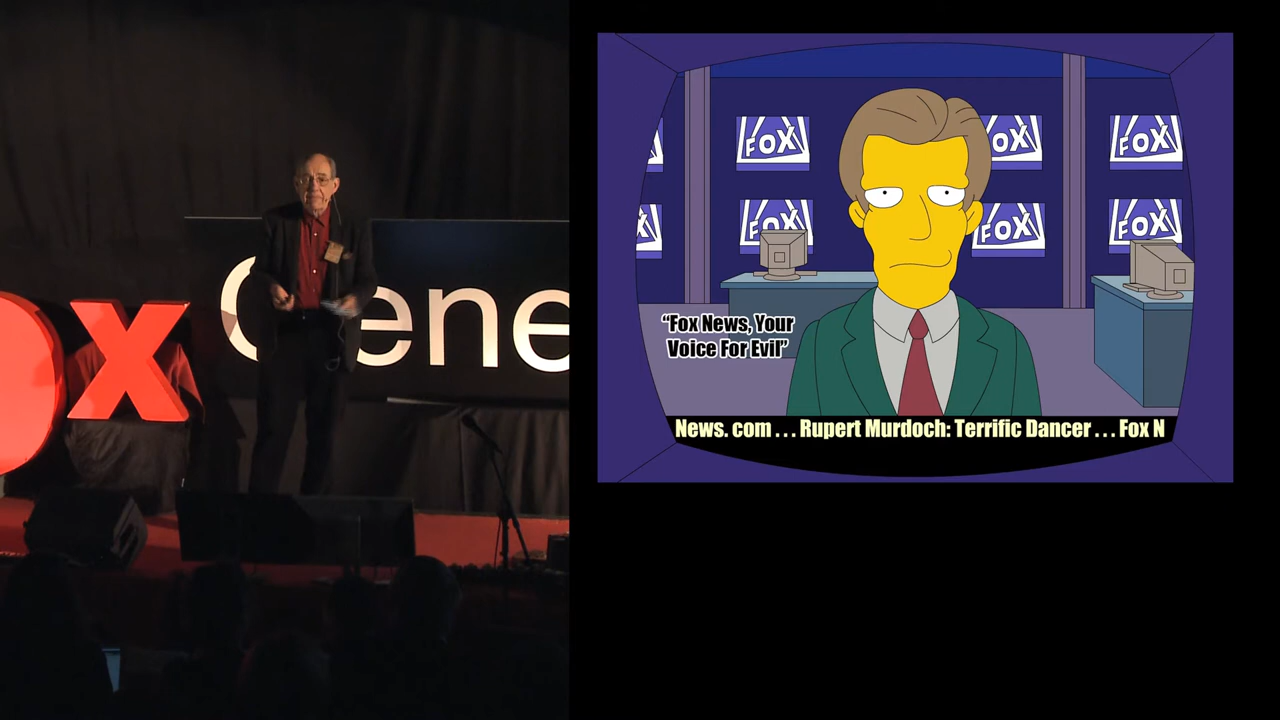 x
Gene
FOX
FOX
FOX
FOX
FOX
FOX
“Fox News, Your
Voice For Evil”
News. com . . . Rupert Murdoch: Terrific Dancer . . . Fox N